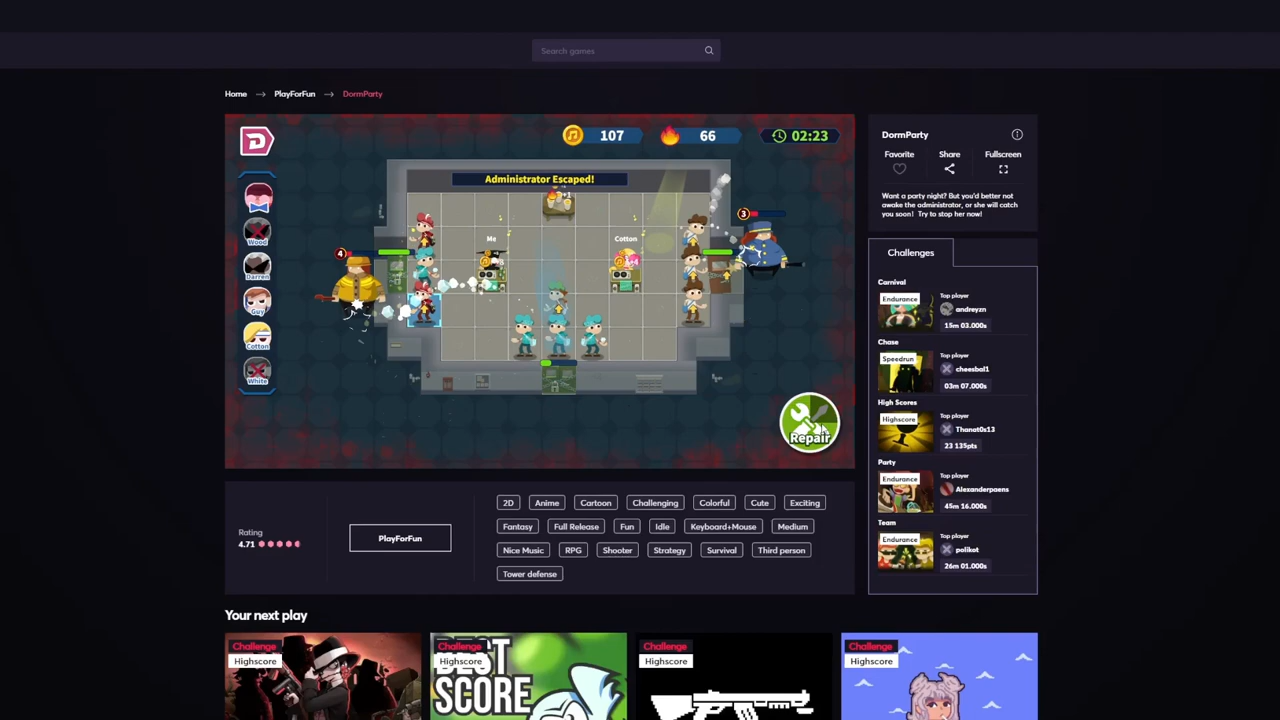 Search games
Home
PlayForFun
DormParty
D
107
66
02:23
Administrator Escaped!
+1
Wood
Darren
Guy
Cotton
White
Me
Cotton
4
3
Repair
DormParty
Favorite
Share
Fullscreen
Want a party night? But you'd better not
awake the administrator, or she will catch
you soon! Try to stop her now!
Challenges
Carnival
Endurance
Top player
andreyzn
15m 03.000s
Chase
Speedrun
Top player
cheesbal1
03m 07.000s
High Scores
Highscore
Top player
Thanat0s13
23 135pts
Party
Endurance
Top player
Alexanderpaens
45m 16.000s
Team
Endurance
Top player
polikot
26m 01.000s
Rating
4.71
PlayForFun
2D
Anime
Cartoon
Challenging
Colorful
Cute
Exciting
Fantasy
Full Release
Fun
Idle
Keyboard+Mouse
Medium
Nice Music
RPG
Shooter
Strategy
Survival
Third person
Tower defense
Your next play
Challenge
Highscore
Challenge
Highscore
BEST
SCORE
Challenge
Highscore
Challenge
Highscore